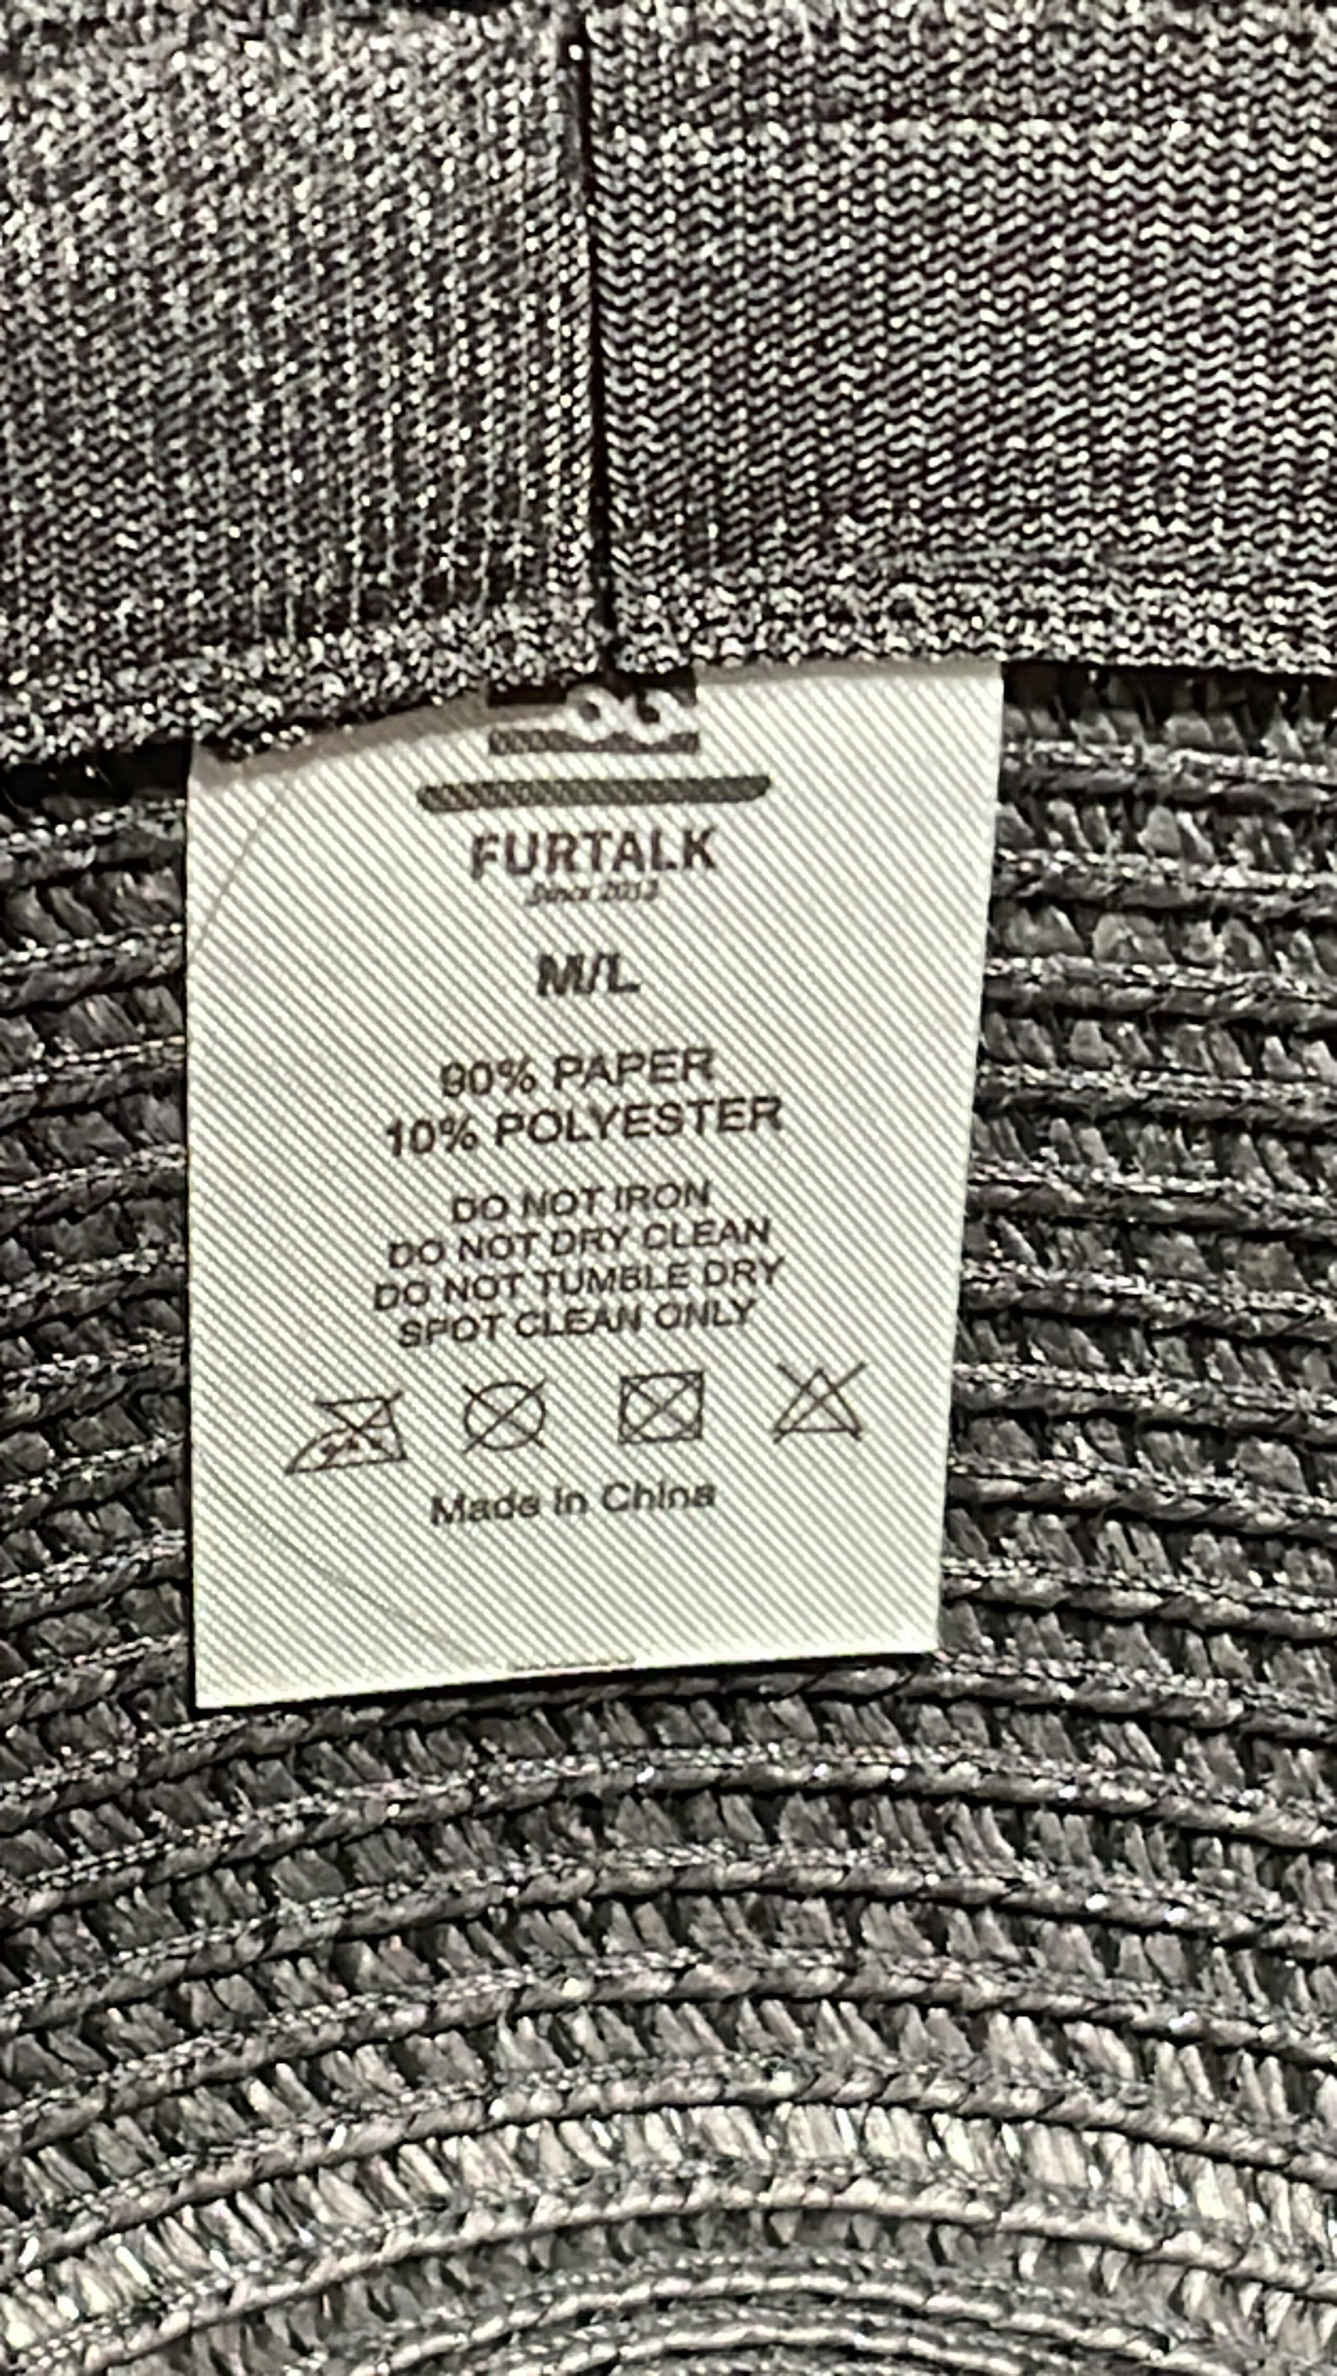 FURTALK
Since 2013
M/L
90% PAPER
10% POLYESTER
DO NOT IRON
DO NOT DRY CLEAN
DO NOT TUMBLE DRY
SPOT CLEAN ONLY
Made in China